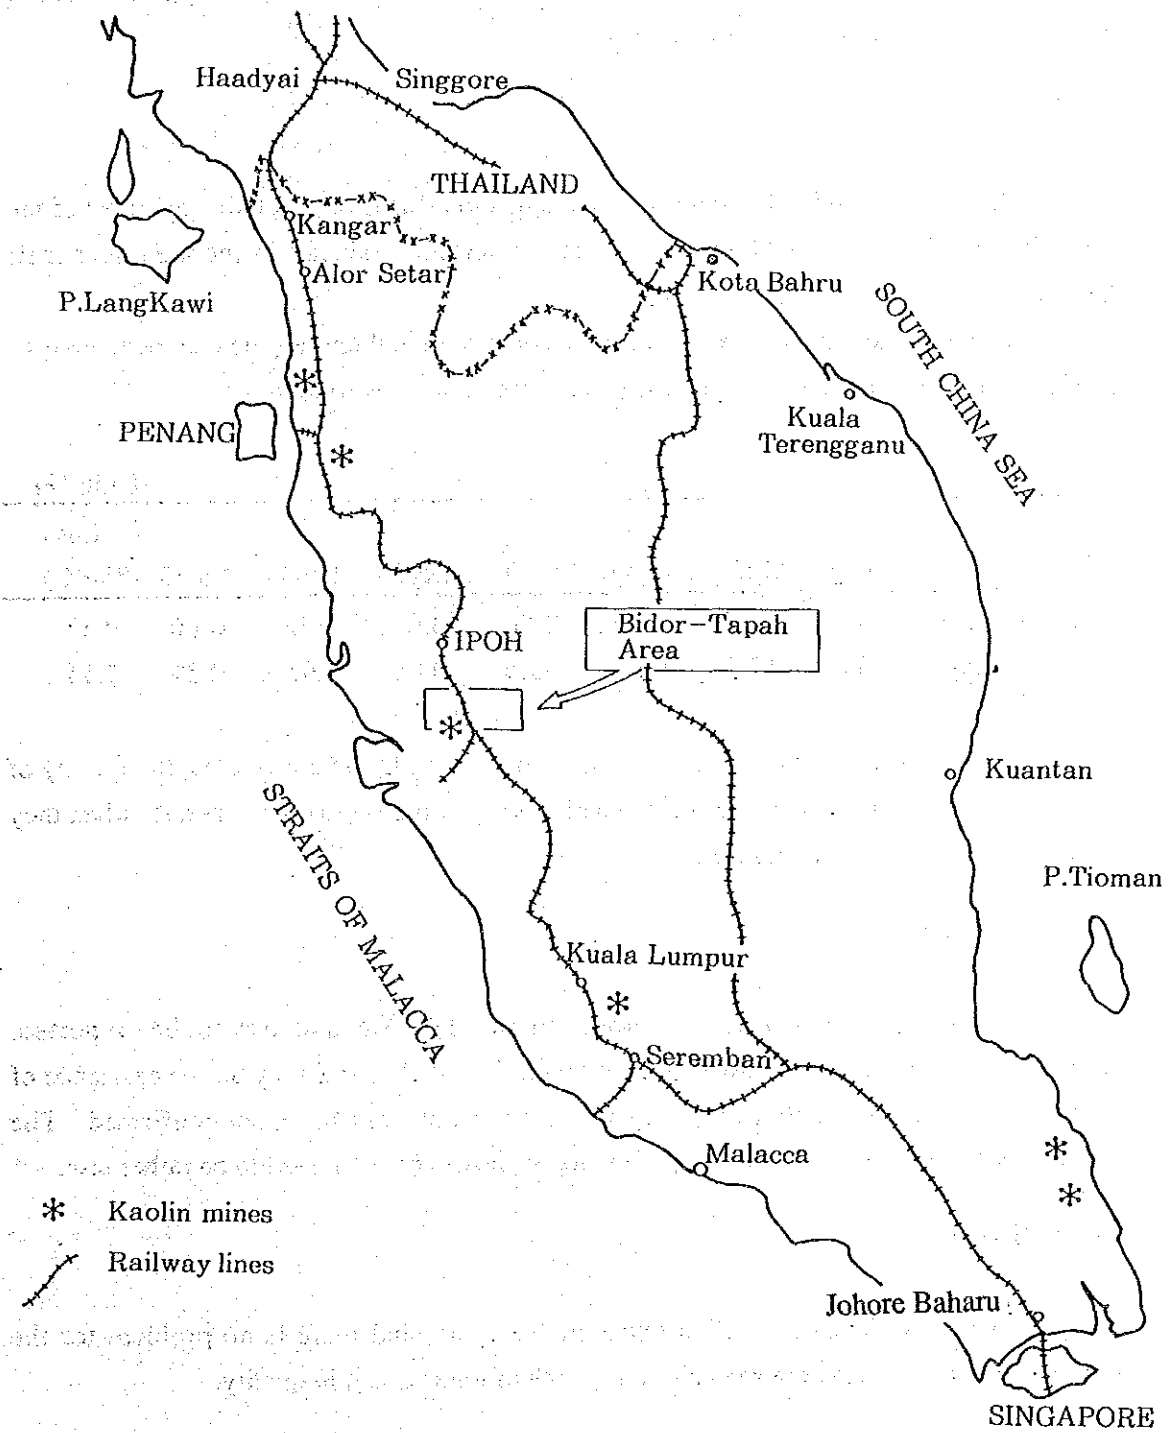 Haadyai
Singgore
THAILAND
Kangar
Alor Setar
P.LangKawi
Kota Bahru
SOUTH CHINA SEA
PENANG
Kuala
Terengganu
Bidor-Tapah
Area
IPOH
Kuantan
STRAITS OF MALACCA
P.Tioman
Kuala Lumpur
Seremban
Malacca
Kaolin mines
Railway lines
Johore Baharu
SINGAPORE